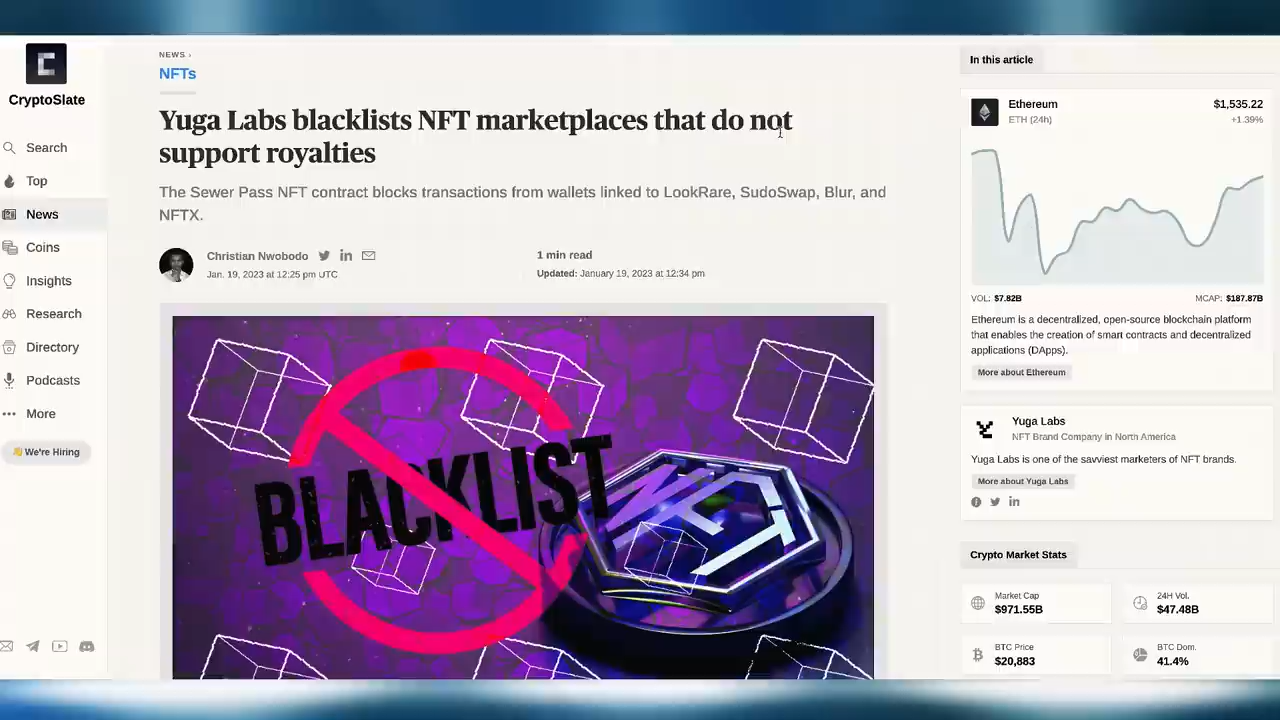 CryptoSlate
Search
Top
News
Coins
Insights
Research
Directory
Podcasts
More
We're Hiring
NEWS ›
NFTs
Yuga Labs blacklists NFT marketplaces that do not
support royalties
The Sewer Pass NFT contract blocks transactions from wallets linked to LookRare, SudoSwap, Blur, and
NFTX.
Christian Nwobodo
Jan. 19, 2023 at 12:25 pm UTC
1 min read
Updated: January 19, 2023 at 12:34 pm
BLACKLIST
NFT
In this article
Ethereum
$1,535.22
ETH (24h)
+1.39%
VOL: $7.82B
MCAP: $187.87B
Ethereum is a decentralized, open-source blockchain platform
that enables the creation of smart contracts and decentralized
applications (DApps).
More about Ethereum
Yuga Labs
NFT Brand Company in North America
Yuga Labs is one of the savviest marketers of NFT brands.
More about Yuga Labs
Crypto Market Stats
Market Cap
$971.55B
24H Vol.
$47.48B
BTC Price
$20,883
BTC Dom.
41.4%